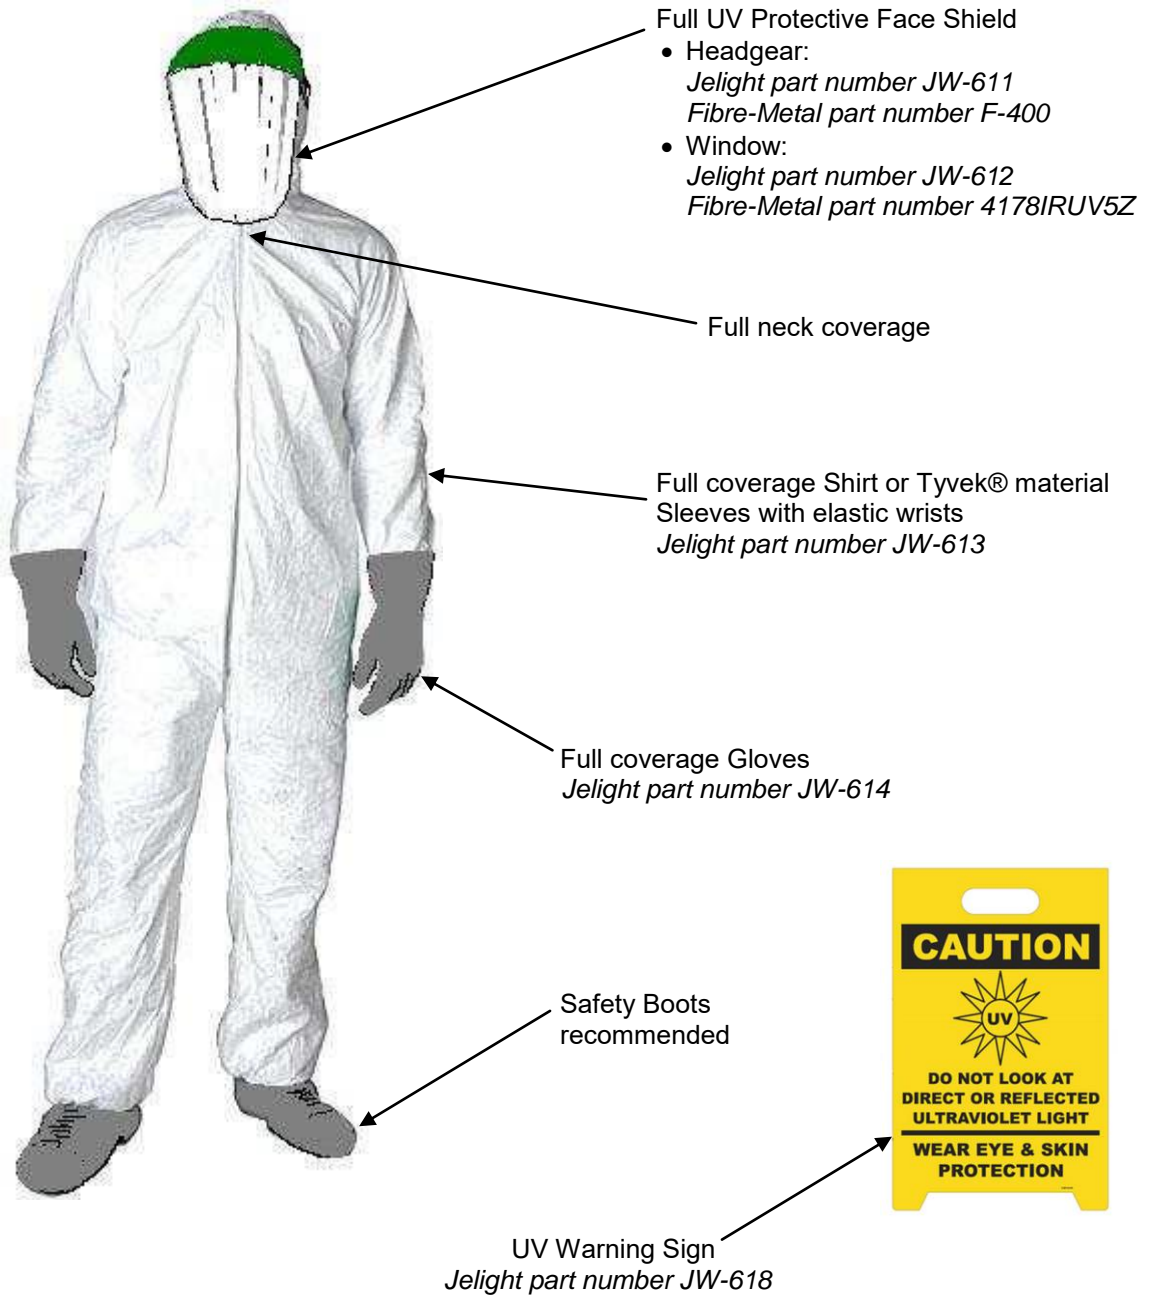 Full UV Protective Face Shield
• Headgear:
Jelight part number JW-611
Fibre-Metal part number F-400
• Window:
Jelight part number JW-612
Fibre-Metal part number 4178IRUV5Z
Full neck coverage
Full coverage Shirt or Tyvek® material
Sleeves with elastic wrists
Jelight part number JW-613
Full coverage Gloves
Jelight part number JW-614
Safety Boots
recommended
CAUTION
UV
DO NOT LOOK AT
DIRECT OR REFLECTED
ULTRAVIOLET LIGHT
WEAR EYE & SKIN
PROTECTION
UV Warning Sign
Jelight part number JW-618